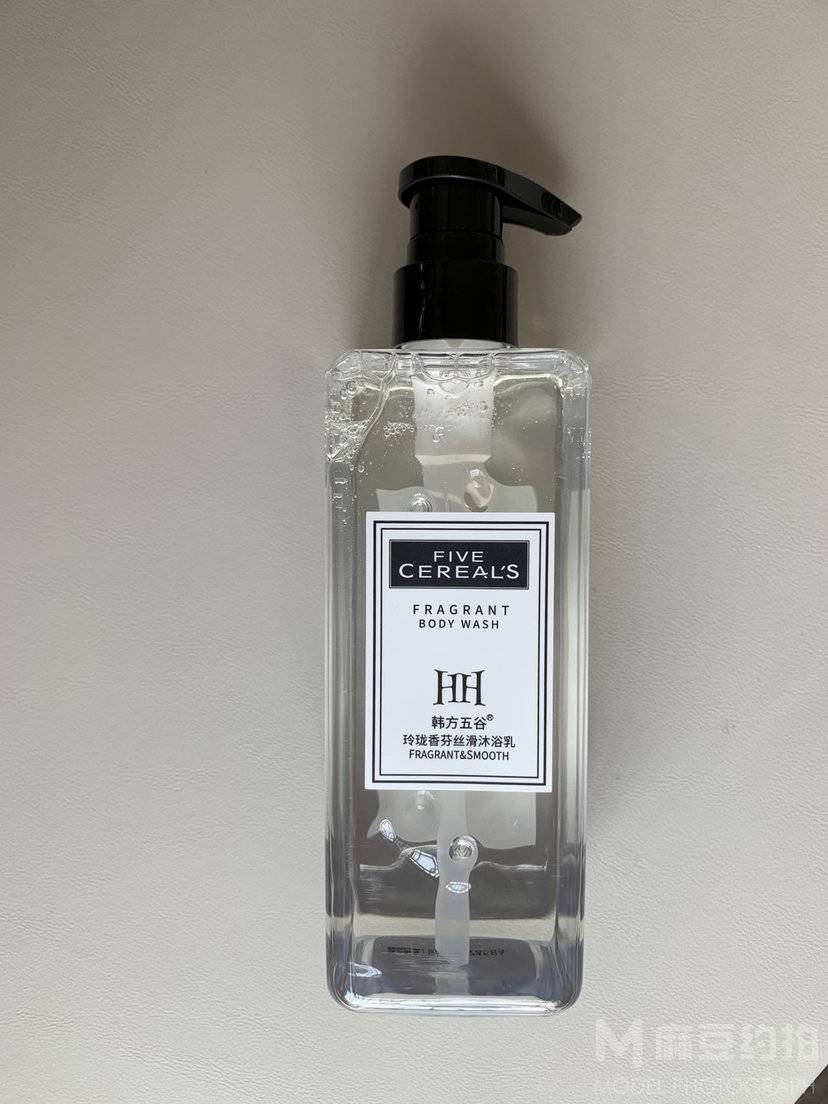 FIVE
CEREAL'S
FRAGRANT
BODY WASH
HH
韩方五谷®
玲珑香芬丝滑沐浴乳
FRAGRANT&SMOOTH
M 麻豆约拍
MODEL PHOTOGRAPH